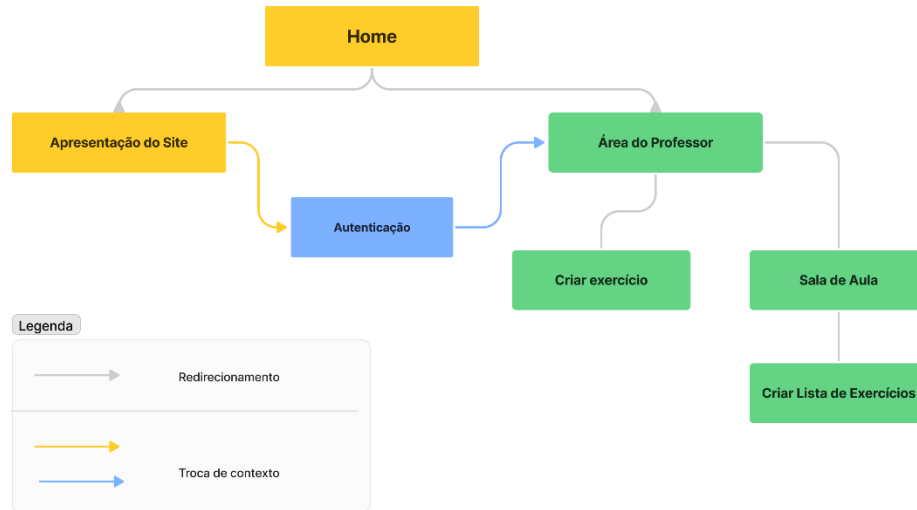 Home
Apresentação do Site
Área do Professor
Autenticação
Criar exercício
Sala de Aula
Legenda
Redirecionamento
Criar Lista de Exercícios
Troca de contexto